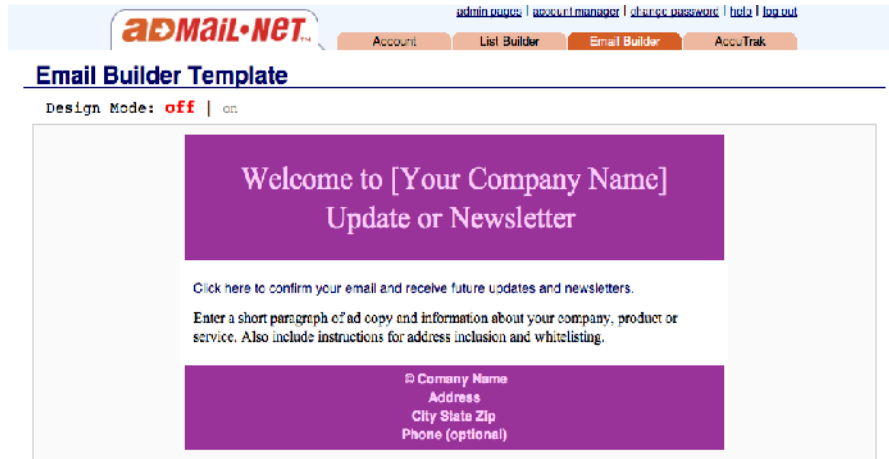 admin pages | account manager | change password | help | log out
aDMaiL•NeT™
Account List Builder Email Builder AccuTrak
Email Builder Template
Design Mode: off | on
Welcome to [Your Company Name]
Update or Newsletter
Click here to confirm your email and receive future updates and newsletters.
Enter a short paragraph of ad copy and information about your company, product or
service. Also include instructions for address inclusion and whitelisting.
© Comany Name
Address
City State Zip
Phone (optional)